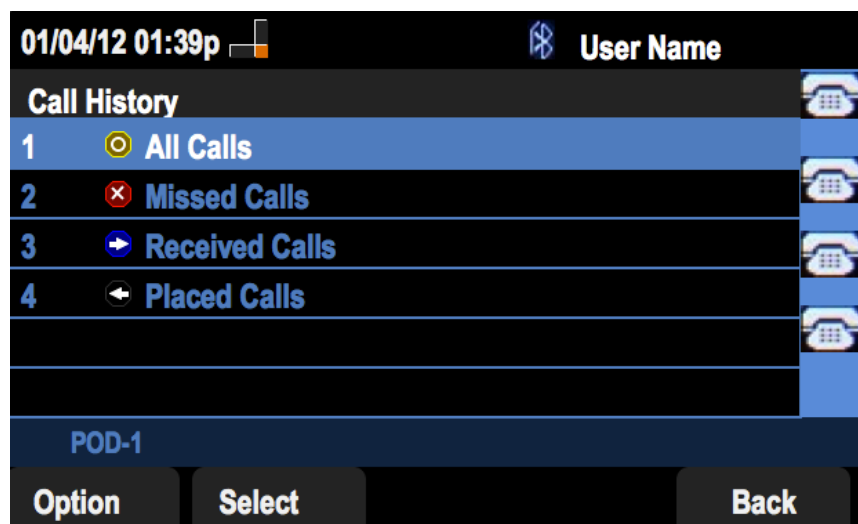 01/04/12 01:39p User Name
Call History
1 All Calls
2 Missed Calls
3 Received Calls
4 Placed Calls
POD-1
Option Select Back